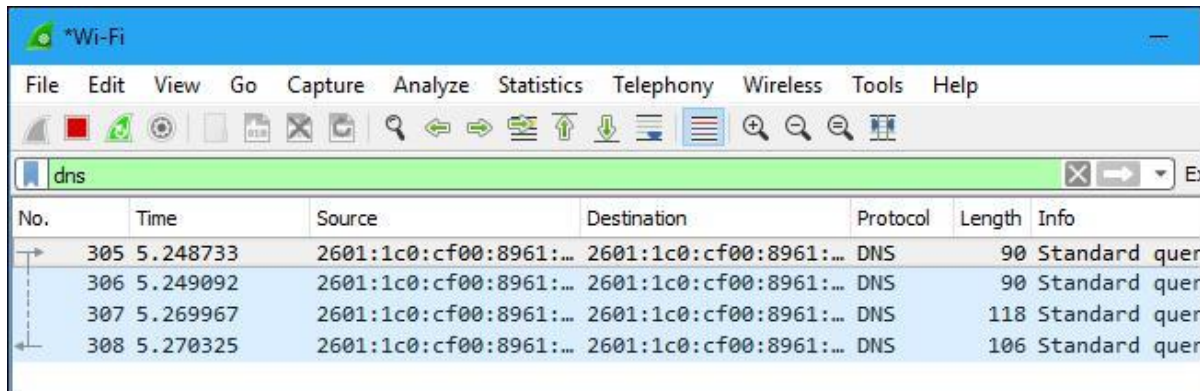 *Wi-Fi
File Edit View Go Capture Analyze Statistics Telephony Wireless Tools Help
dns
No. Time Source Destination Protocol Length Info
305 5.248733 2601:1c0:cf00:8961:… 2601:1c0:cf00:8961:… DNS 90 Standard quer
306 5.249092 2601:1c0:cf00:8961:… 2601:1c0:cf00:8961:… DNS 90 Standard quer
307 5.269967 2601:1c0:cf00:8961:… 2601:1c0:cf00:8961:… DNS 118 Standard quer
308 5.270325 2601:1c0:cf00:8961:… 2601:1c0:cf00:8961:… DNS 106 Standard quer